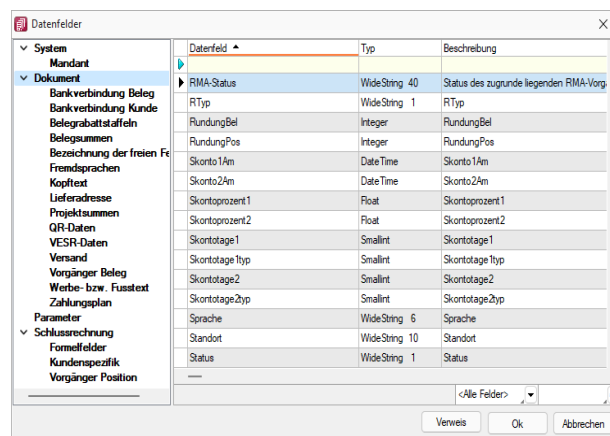 Datenfelder
System
Mandant
Dokument
Bankverbindung Beleg
Bankverbindung Kunde
Belegrabattstaffeln
Belegsummen
Bezeichnung der freien Fe
Fremdsprachen
Kopftext
Lieferadresse
Projektsummen
QR-Daten
VESR-Daten
Versand
Vorgänger Beleg
Werbe- bzw. Fusstext
Zahlungsplan
Parameter
Schlussrechnung
Formelfelder
Kundenspezifik
Vorgänger Position
Datenfeld Typ Beschreibung
RMA-Status WideString 40 Status des zugrunde liegenden RMA-Vorg
RTyp WideString 1 RTyp
RundungBel Integer RundungBel
RundungPos Integer RundungPos
Skonto1Am DateTime Skonto1Am
Skonto2Am DateTime Skonto2Am
Skontoprozent1 Float Skontoprozent1
Skontoprozent2 Float Skontoprozent2
Skontotage1 Smallint Skontotage1
Skontotage1typ Smallint Skontotage1typ
Skontotage2 Smallint Skontotage2
Skontotage2typ Smallint Skontotage2typ
Sprache WideString 6 Sprache
Standort WideString 10 Standort
Status WideString 1 Status
<Alle Felder>
Verweis Ok Abbrechen